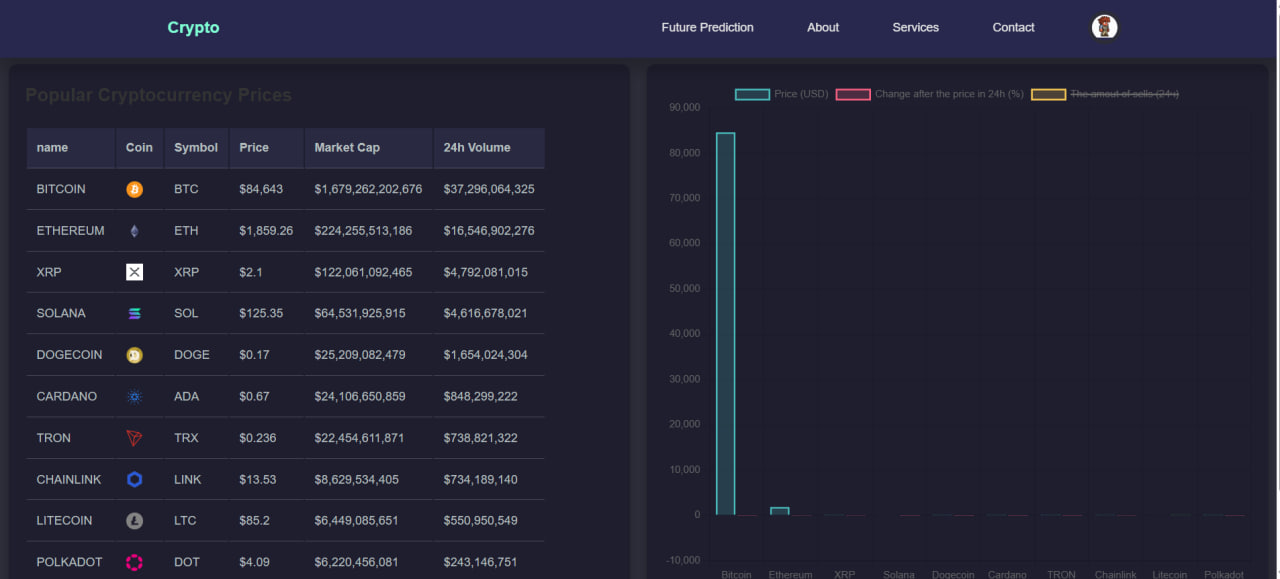 Crypto
Future Prediction About Services Contact
Popular Cryptocurrency Prices
name Coin Symbol Price Market Cap 24h Volume
BITCOIN BTC $84,643 $1,679,262,202,676 $37,296,064,325
ETHEREUM ETH $1,859.26 $224,255,513,186 $16,546,902,276
XRP XRP $2.1 $122,061,092,465 $4,792,081,015
SOLANA SOL $125.35 $64,531,925,915 $4,616,678,021
DOGECOIN DOGE $0.17 $25,209,082,479 $1,654,024,304
CARDANO ADA $0.67 $24,106,650,859 $848,299,222
TRON TRX $0.236 $22,454,611,871 $738,821,322
CHAINLINK LINK $13.53 $8,629,534,405 $734,189,140
LITECOIN LTC $85.2 $6,449,085,651 $550,950,549
POLKADOT DOT $4.09 $6,220,456,081 $243,146,751
Price (USD) Change after the price in 24h (%) The amout of sells (24h)
90,000
80,000
70,000
60,000
50,000
40,000
30,000
20,000
10,000
0
-10,000
Bitcoin Ethereum XRP Solana Dogecoin Cardano TRON Chainlink Litecoin Polkadot